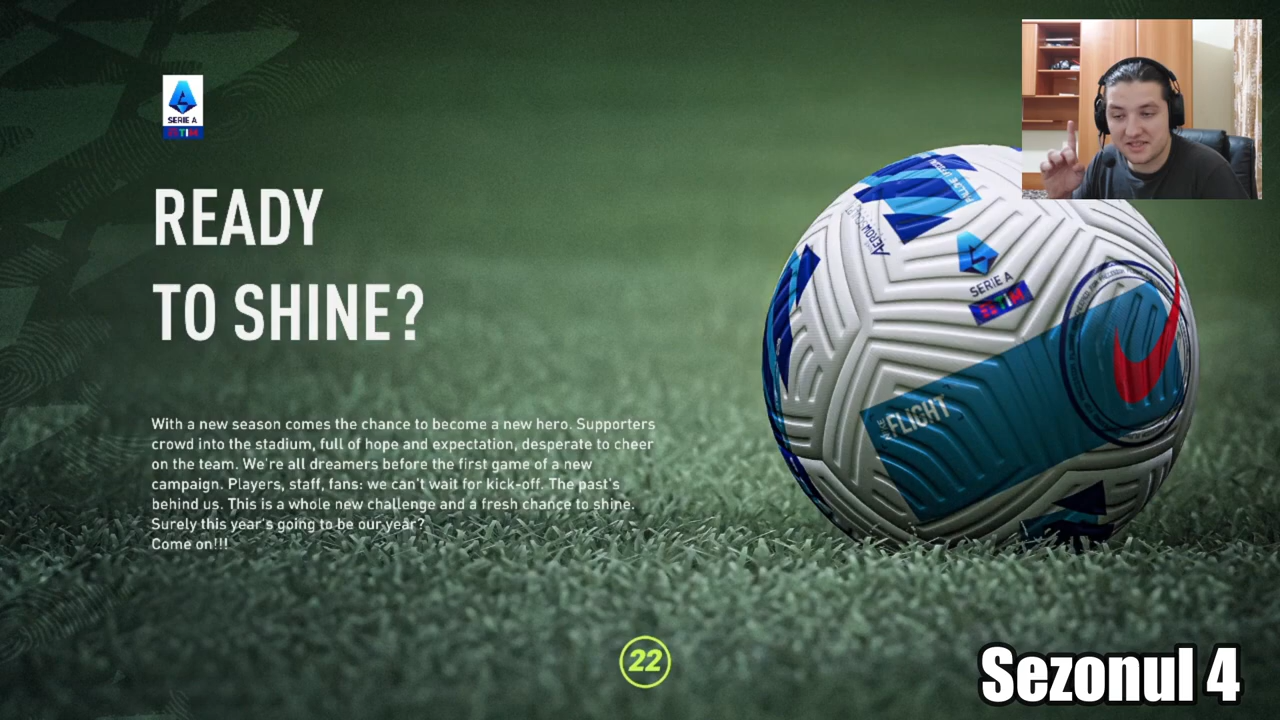 SERIE A
TIM
READY
TO SHINE?
With a new season comes the chance to become a new hero. Supporters
crowd into the stadium, full of hope and expectation, desperate to cheer
on the team. We're all dreamers before the first game of a new
campaign. Players, staff, fans: we can't wait for kick-off. The past's
behind us. This is a whole new challenge and a fresh chance to shine.
Surely this year's going to be our year?
Come on!!!
SERIE A
TIM
FLIGHT
22
Sezonul 4